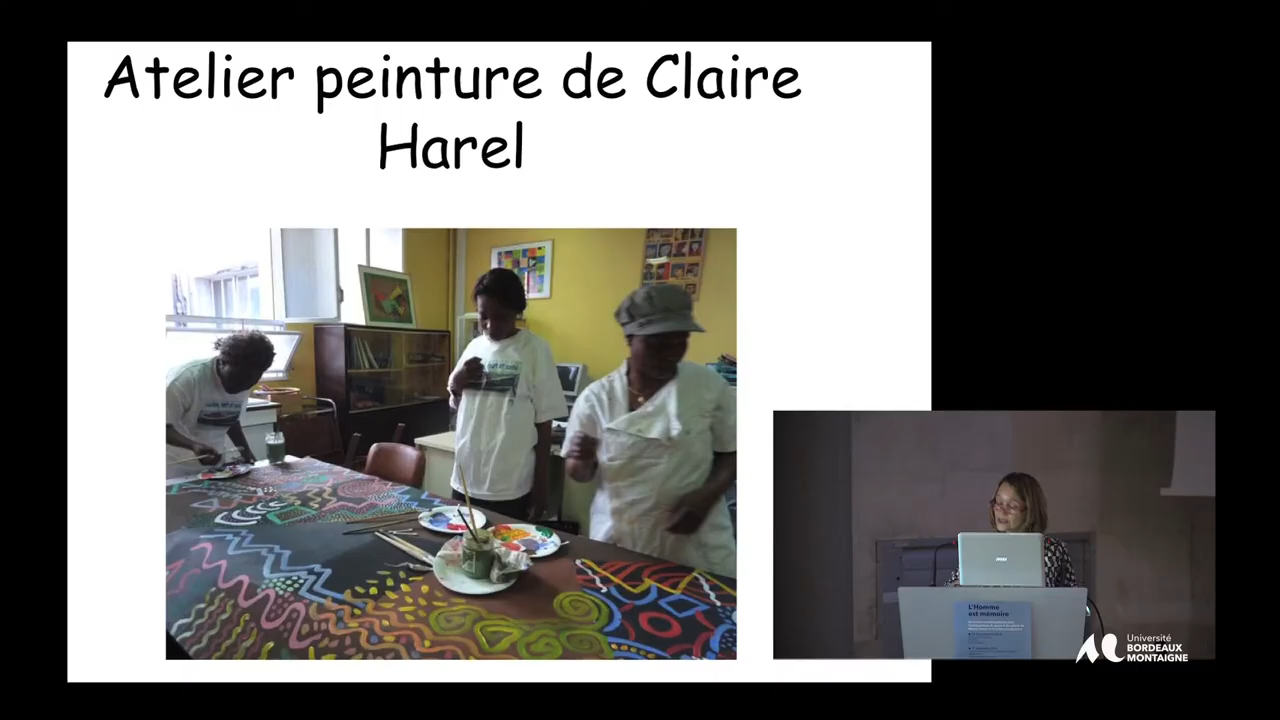 Atelier peinture de Claire
Harel
L'Homme
est mémoire
Université
BORDEAUX
MONTAIGNE